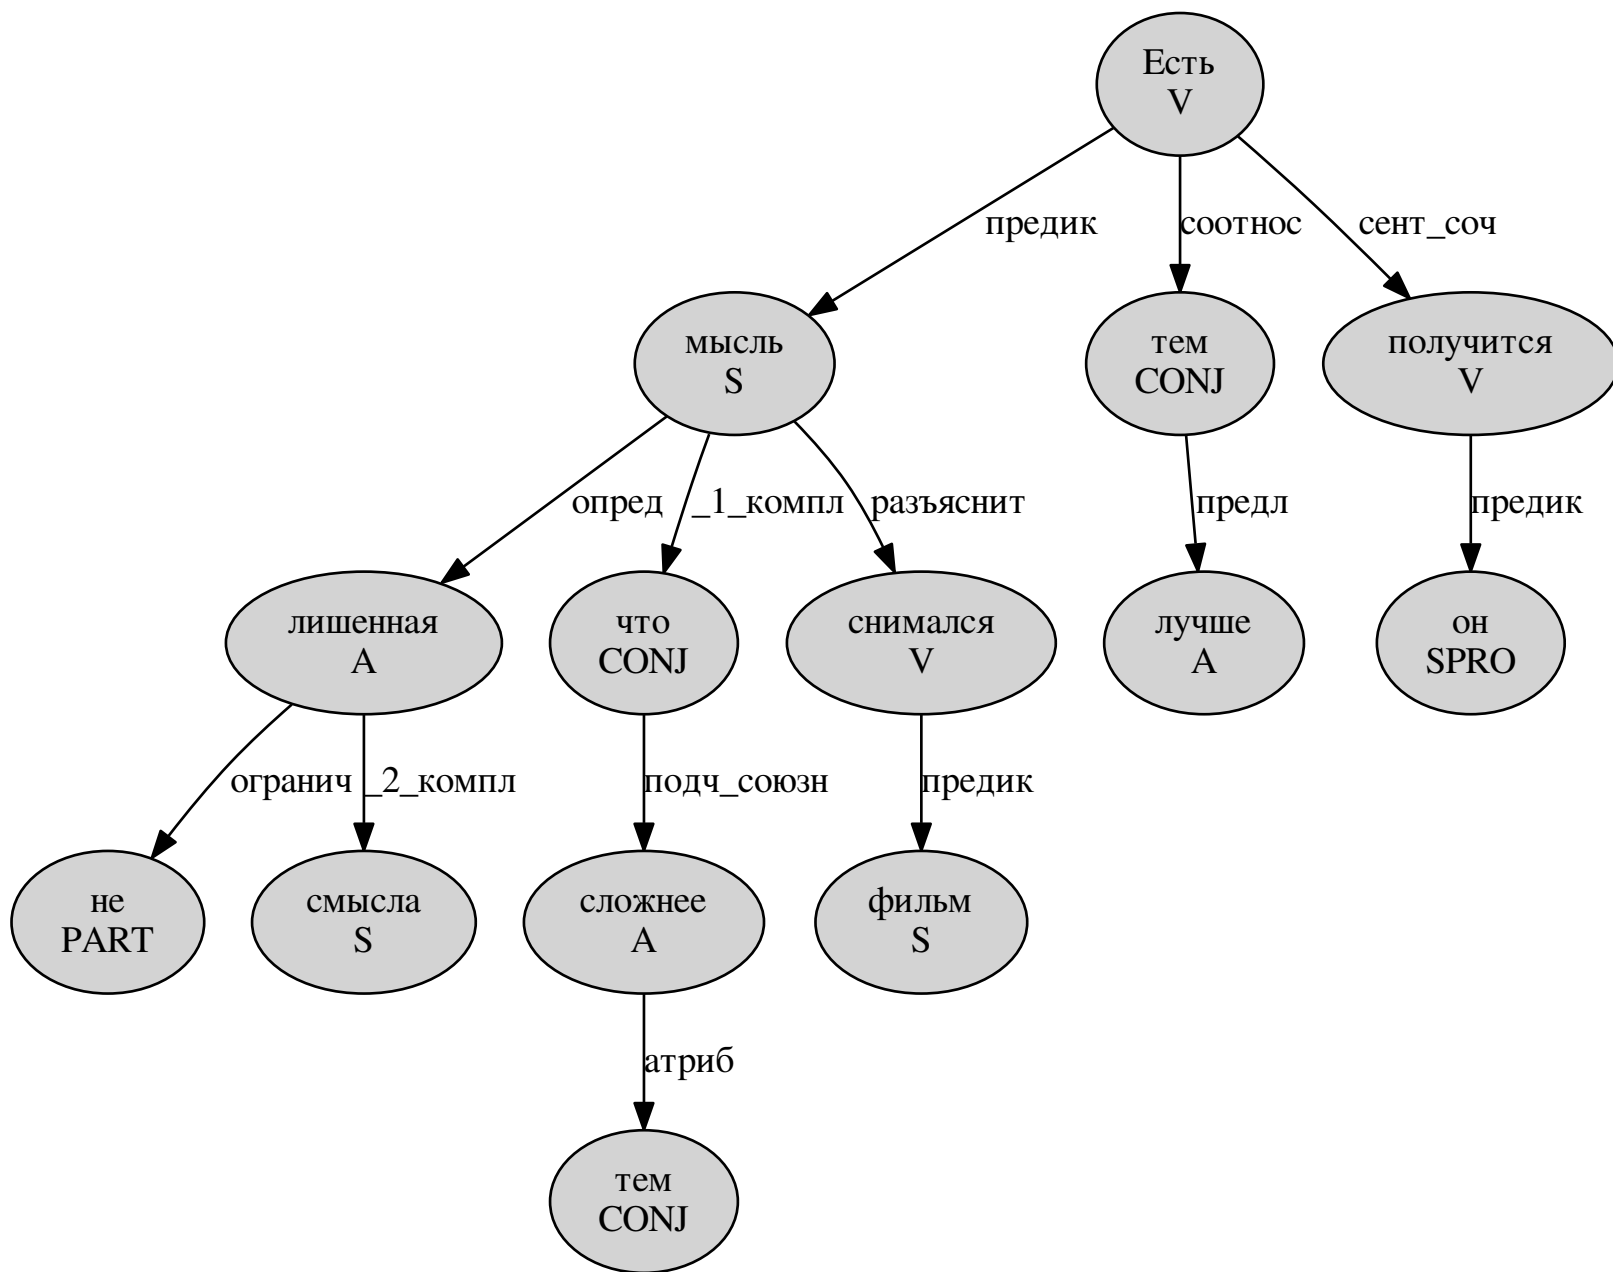 Есть
V
предик
соотнос
сент_соч
мысль
S
тем
CONJ
получится
V
опред
_1_компл
разъяснит
предл
предик
лишенная
A
что
CONJ
снимался
V
лучше
A
он
SPRO
огранич
_2_компл
подч_союзн
предик
не
PART
смысла
S
сложнее
A
фильм
S
атриб
тем
CONJ